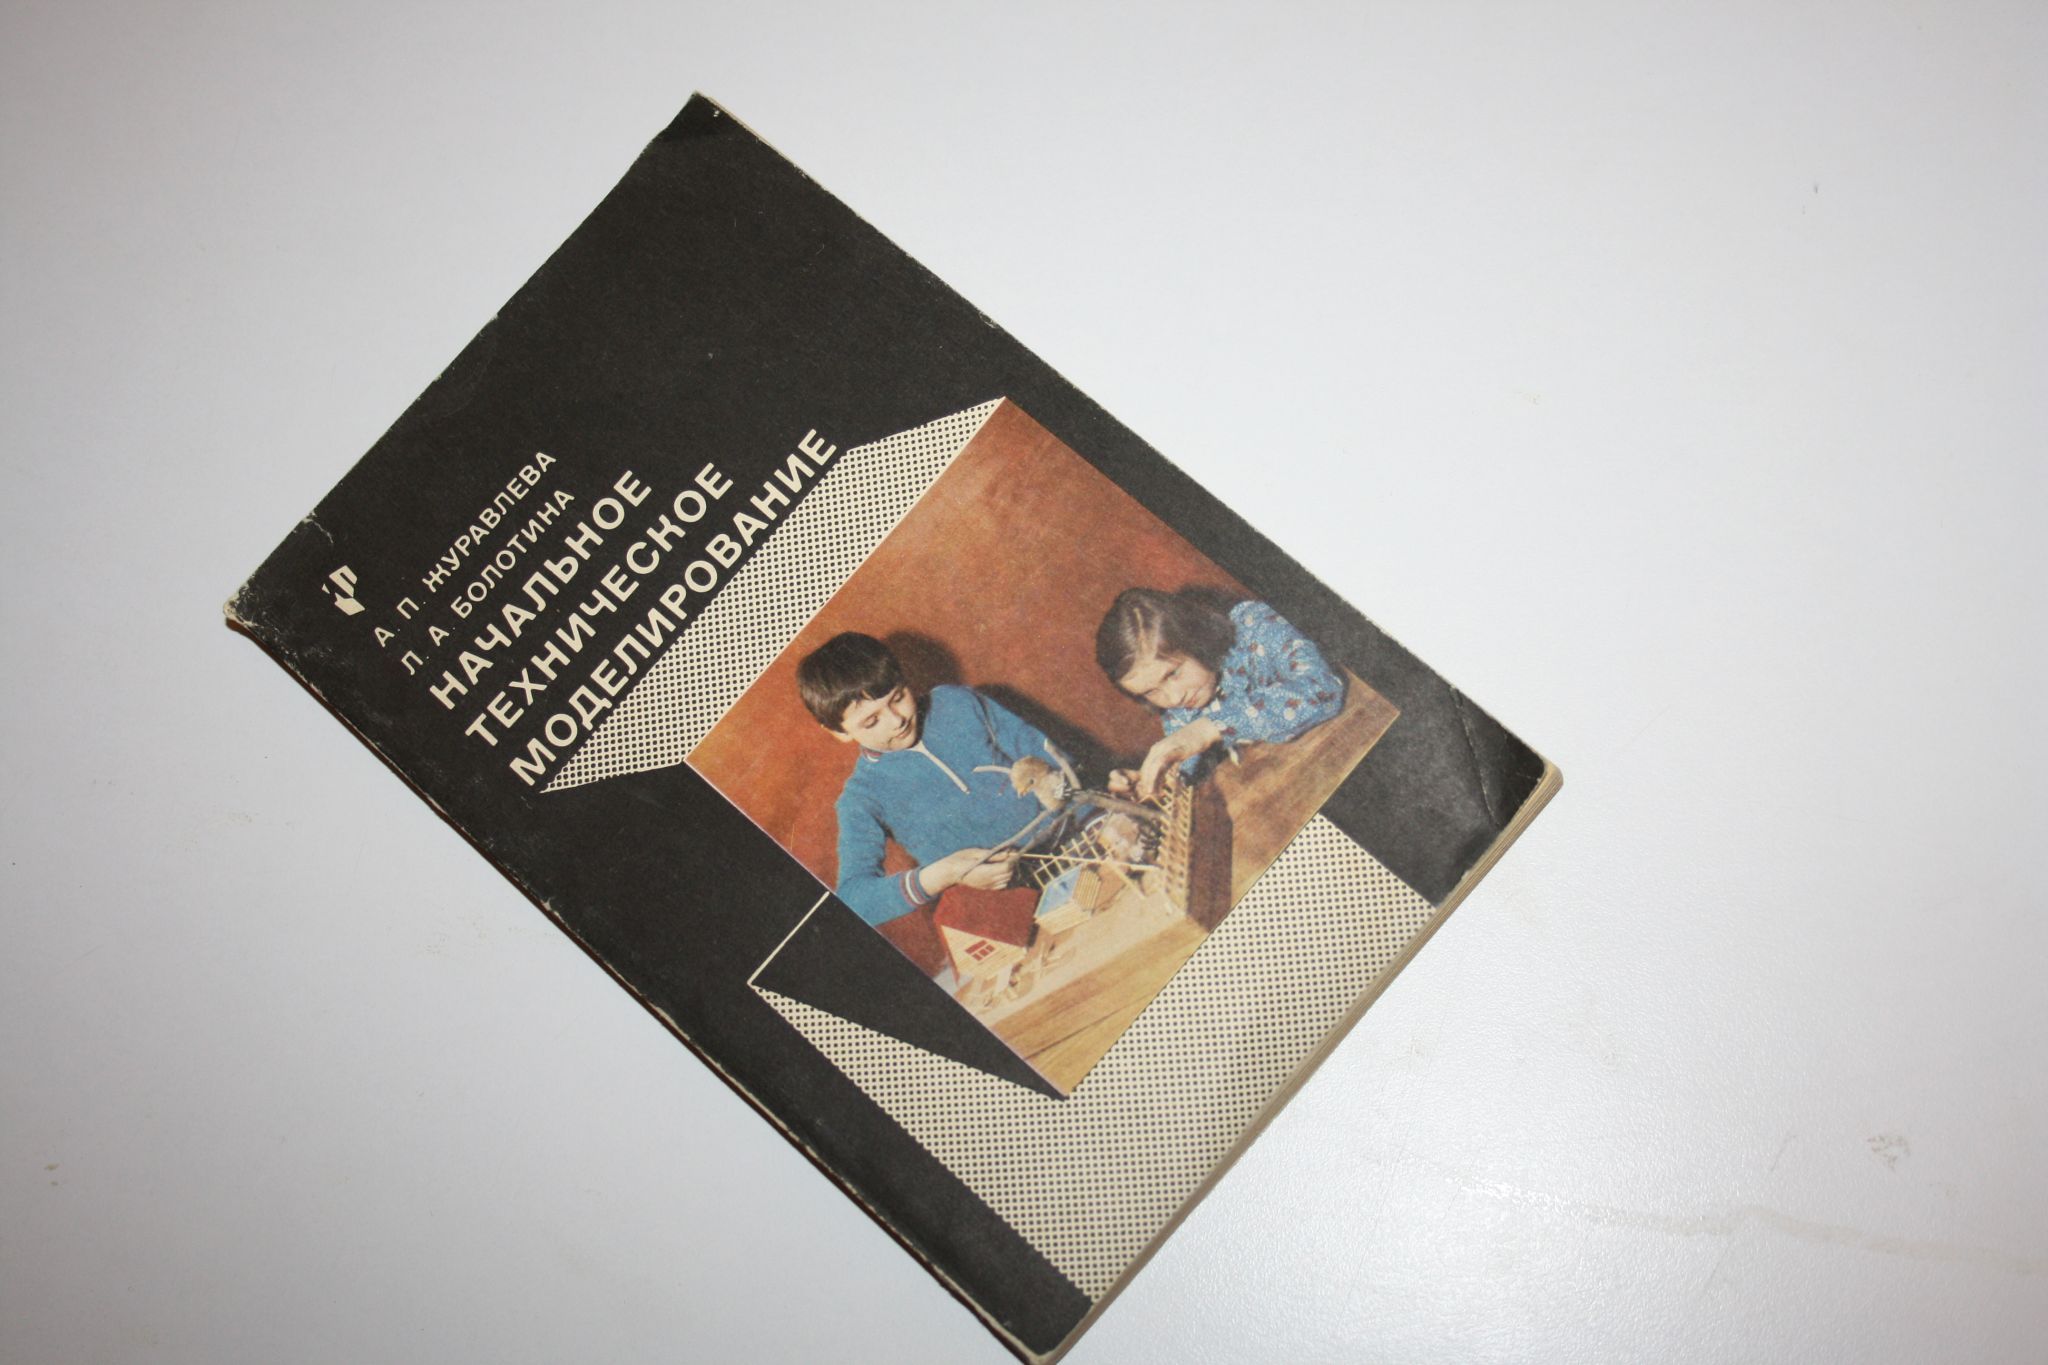 А. П. ЖУРАВЛЕВА
Л. А. БОЛОТИНА
НАЧАЛЬНОЕ
ТЕХНИЧЕСКОЕ
МОДЕЛИРОВАНИЕ